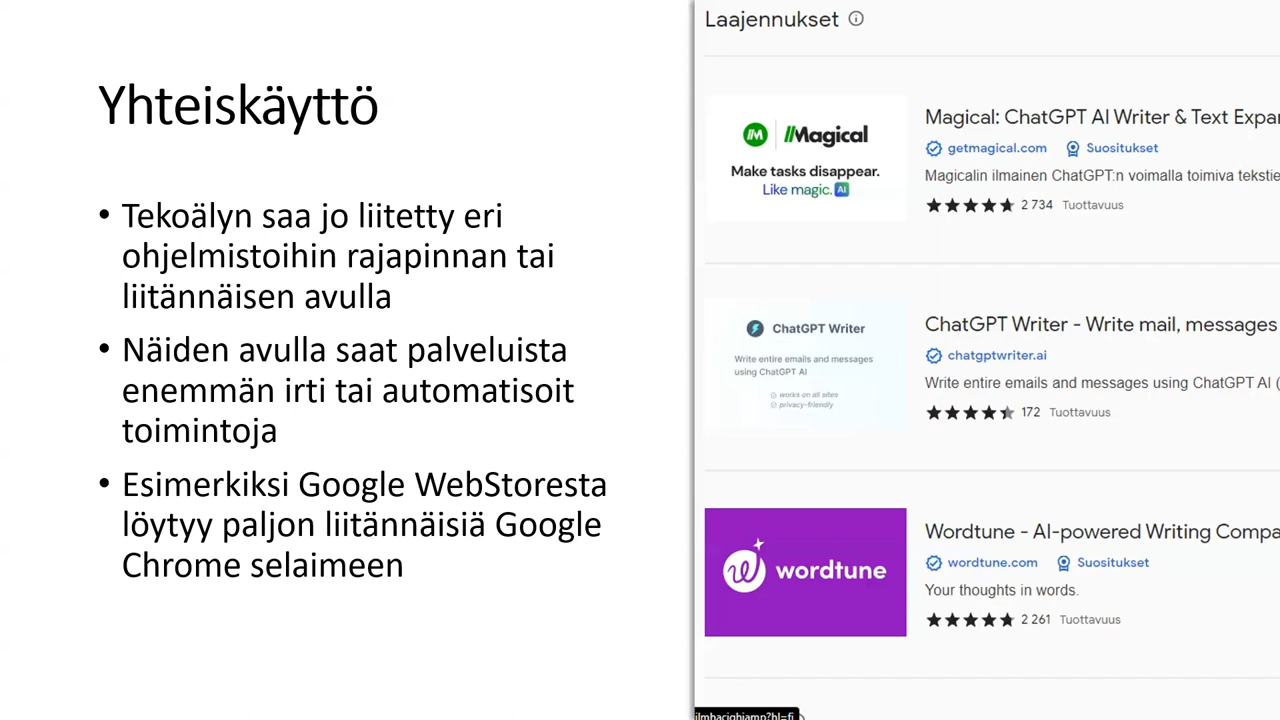 Yhteiskäyttö
• Tekoälyn saa jo liitetty eri
ohjelmistoihin rajapinnan tai
liitännäisen avulla
• Näiden avulla saat palveluista
enemmän irti tai automatisoit
toimintoja
• Esimerkiksi Google WebStoresta
löytyy paljon liitännäisiä Google
Chrome selaimeen
Laajennukset
Magical
Make tasks disappear.
Like magic. AI
Magical: ChatGPT AI Writer & Text Expan
getmagical.com Suositukset
Magicalin ilmainen ChatGPT:n voimalla toimiva tekstie
2 734 Tuottavuus
ChatGPT Writer
Write entire emails and messages
using ChatGPT AI
works on all sites
privacy-friendly
ChatGPT Writer - Write mail, messages
chatgptwriter.ai
Write entire emails and messages using ChatGPT AI (
172 Tuottavuus
wordtune
Wordtune - AI-powered Writing Compa
wordtune.com Suositukset
Your thoughts in words.
2 261 Tuottavuus